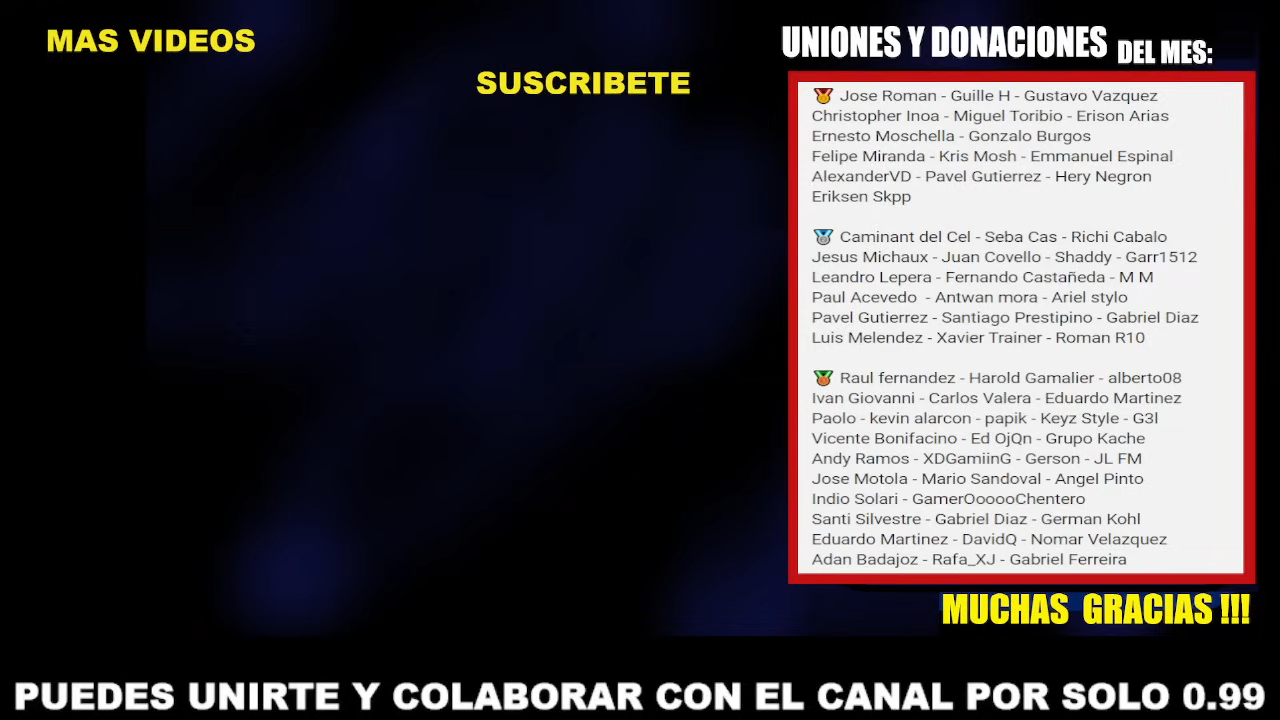 MAS VIDEOS
SUSCRIBETE
UNIONES Y DONACIONES DEL MES:
Jose Roman - Guille H - Gustavo Vazquez
Christopher Inoa - Miguel Toribio - Erison Arias
Ernesto Moschella - Gonzalo Burgos
Felipe Miranda - Kris Mosh - Emmanuel Espinal
AlexanderVD - Pavel Gutierrez - Hery Negron
Eriksen Skpp
Caminant del Cel - Seba Cas - Richi Cabalo
Jesus Michaux - Juan Covello - Shaddy - Garr1512
Leandro Lepera - Fernando Castañeda - M M
Paul Acevedo - Antwan mora - Ariel stylo
Pavel Gutierrez - Santiago Prestipino - Gabriel Diaz
Luis Melendez - Xavier Trainer - Roman R10
Raul fernandez - Harold Gamalier - alberto08
Ivan Giovanni - Carlos Valera - Eduardo Martinez
Paolo - kevin alarcon - papik - Keyz Style - G3l
Vicente Bonifacino - Ed OjQn - Grupo Kache
Andy Ramos - XDGamiinG - Gerson - JL FM
Jose Motola - Mario Sandoval - Angel Pinto
Indio Solari - GamerOooooChentero
Santi Silvestre - Gabriel Diaz - German Kohl
Eduardo Martinez - DavidQ - Nomar Velazquez
Adan Badajoz - Rafa_XJ - Gabriel Ferreira
MUCHAS GRACIAS !!!
PUEDES UNIRTE Y COLABORAR CON EL CANAL POR SOLO 0.99